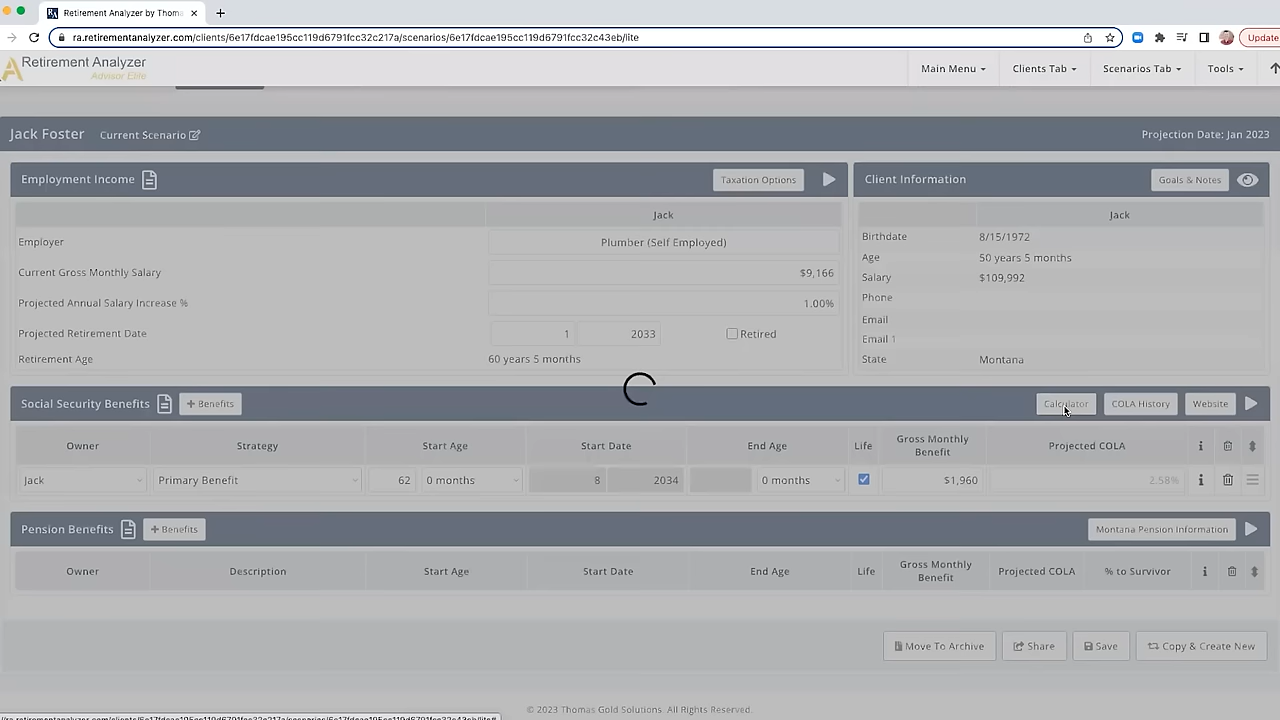 Retirement Analyzer by Thoma
ra.retirementanalyzer.com/clients/6e17fdcae195cc119d6791fcc32c217a/scenarios/6e17fdcae195cc119d6791fcc32c43eb/lite
Update
Retirement Analyzer
Advisor Elite
Main Menu Clients Tab Scenarios Tab Tools
Jack Foster Current Scenario Projection Date: Jan 2023
Employment Income Taxation Options
Jack
Employer Plumber (Self Employed)
Current Gross Monthly Salary $9,166
Projected Annual Salary Increase % 1.00%
Projected Retirement Date 1 2033 Retired
Retirement Age 60 years 5 months
Client Information Goals & Notes
Jack
Birthdate 8/15/1972
Age 50 years 5 months
Salary $109,992
Phone
Email
Email 1
State Montana
Social Security Benefits + Benefits Calculator COLA History Website
Owner Strategy Start Age Start Date End Age Life Gross Monthly Benefit Projected COLA
Jack Primary Benefit 62 0 months 8 2034 0 months $1,960 2.58%
Pension Benefits + Benefits Montana Pension Information
Owner Description Start Age Start Date End Age Life Gross Monthly Benefit Projected COLA % to Survivor
Move To Archive Share Save Copy & Create New
© 2023 Thomas Gold Solutions. All Rights Reserved.